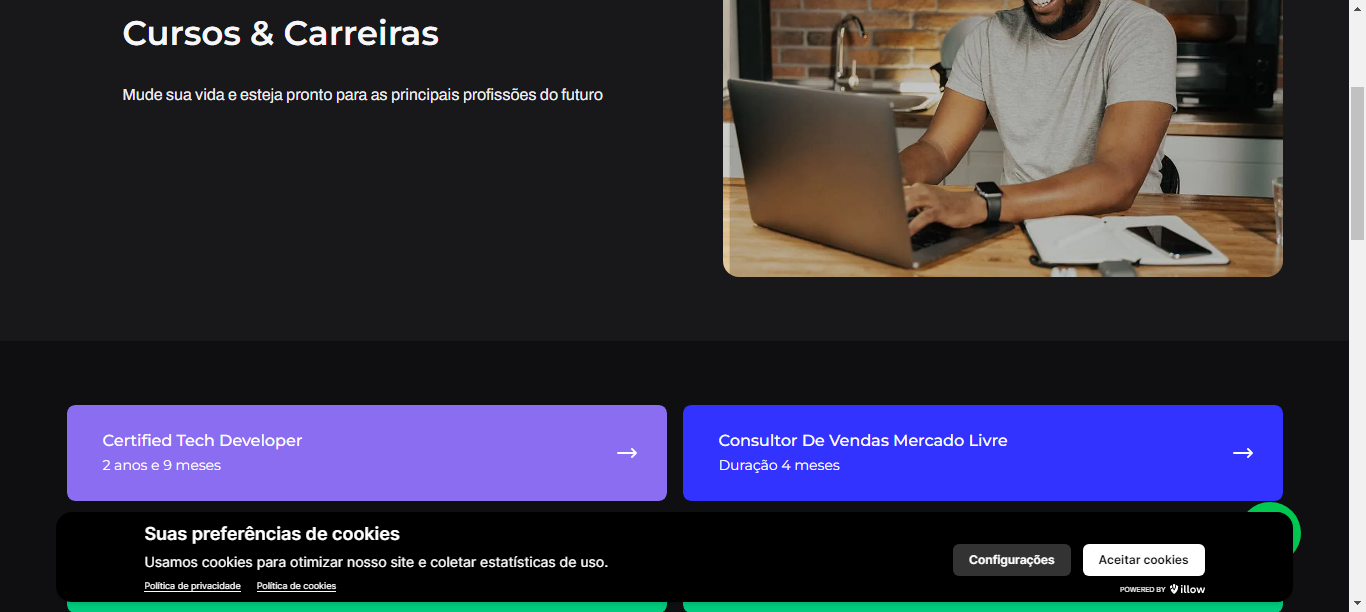 Cursos & Carreiras
Mude sua vida e esteja pronto para as principais profissões do futuro
Certified Tech Developer
2 anos e 9 meses
Consultor De Vendas Mercado Livre
Duração 4 meses
Suas preferências de cookies
Usamos cookies para otimizar nosso site e coletar estatísticas de uso.
Política de privacidade Política de cookies
Configurações
Aceitar cookies
POWERED BY illow